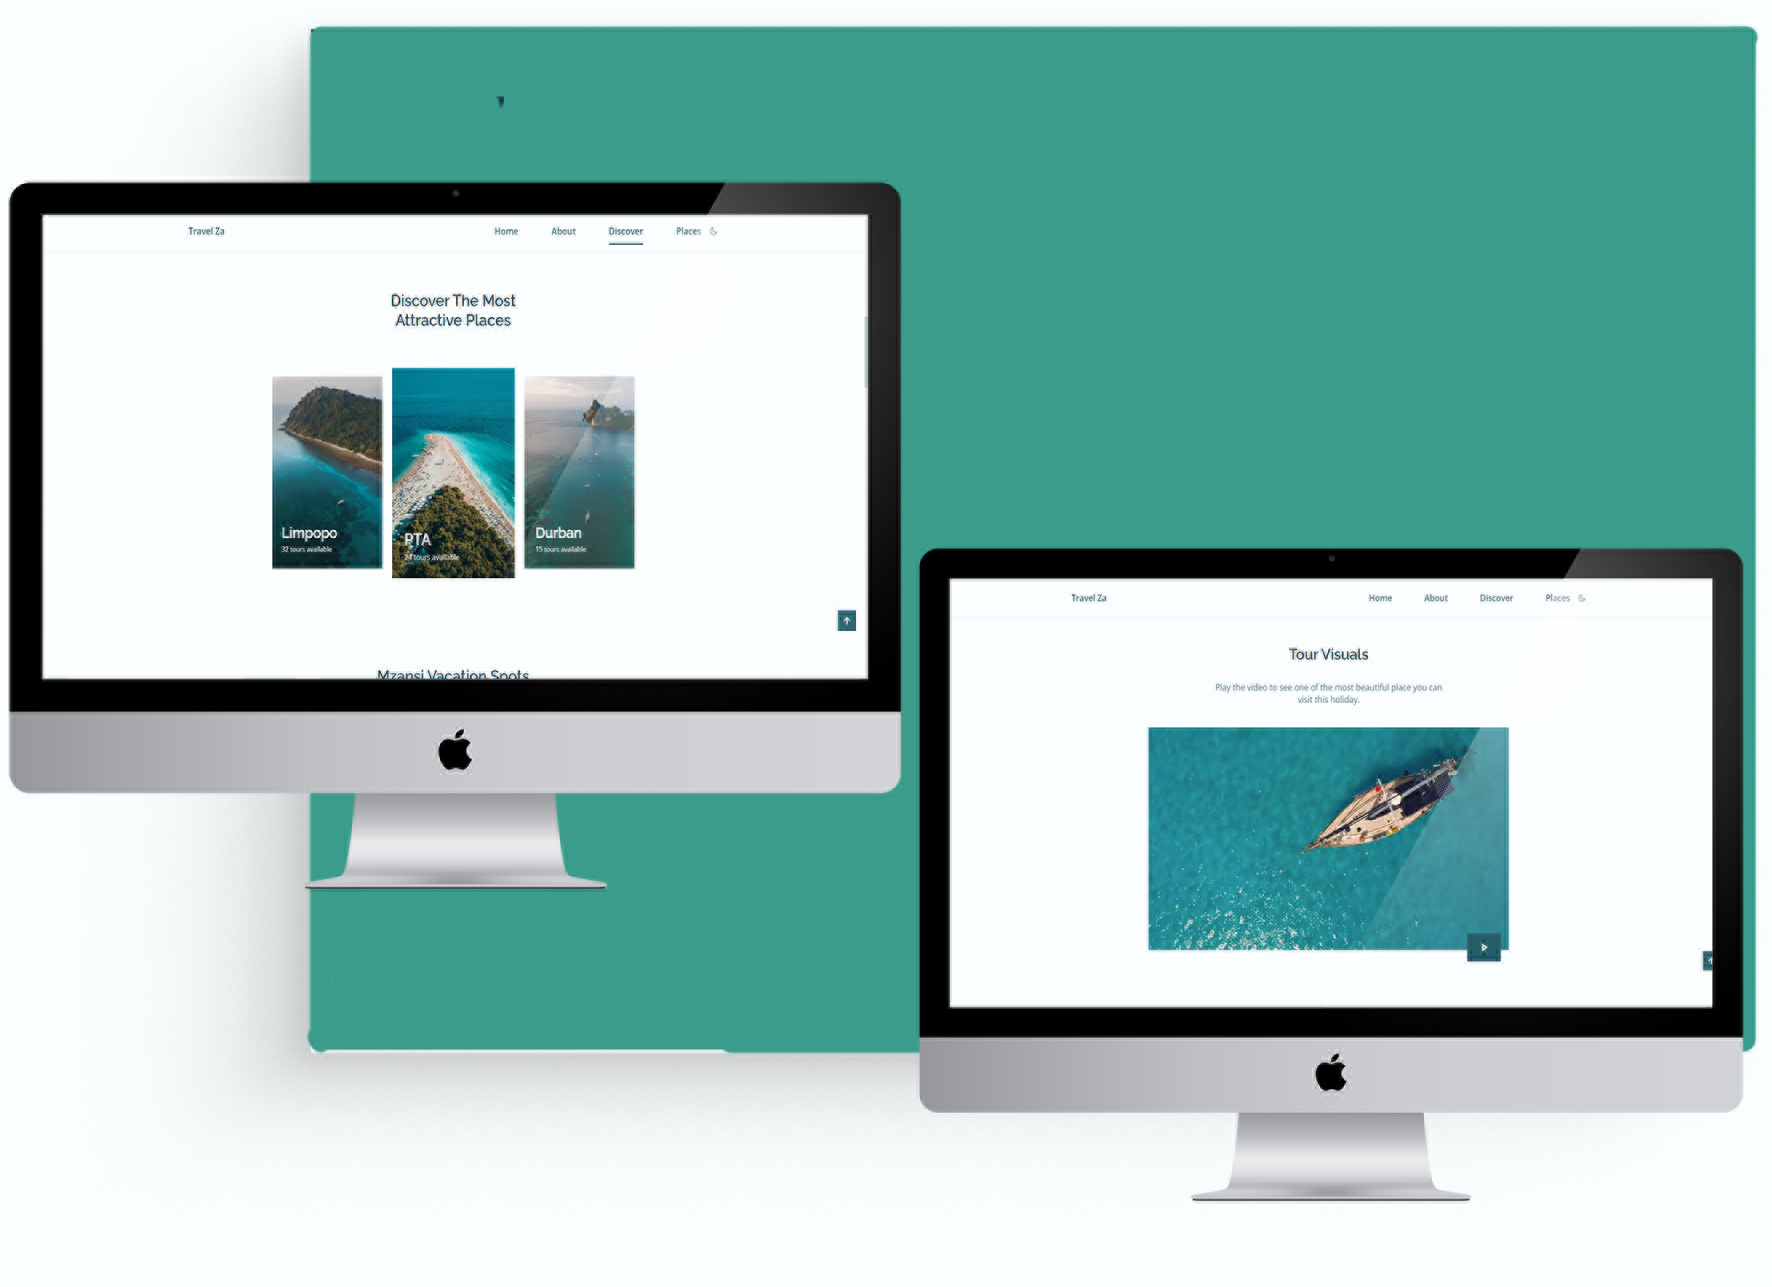 Travel Za
Home
About
Discover
Places
Discover The Most
Attractive Places
Limpopo
32 tours available
PTA
24 tours available
Durban
15 tours available
Mzansi Vacation Spots
Travel Za
Home
About
Discover
Places
Tour Visuals
Play the video to see one of the most beautiful place you can
visit this holiday.